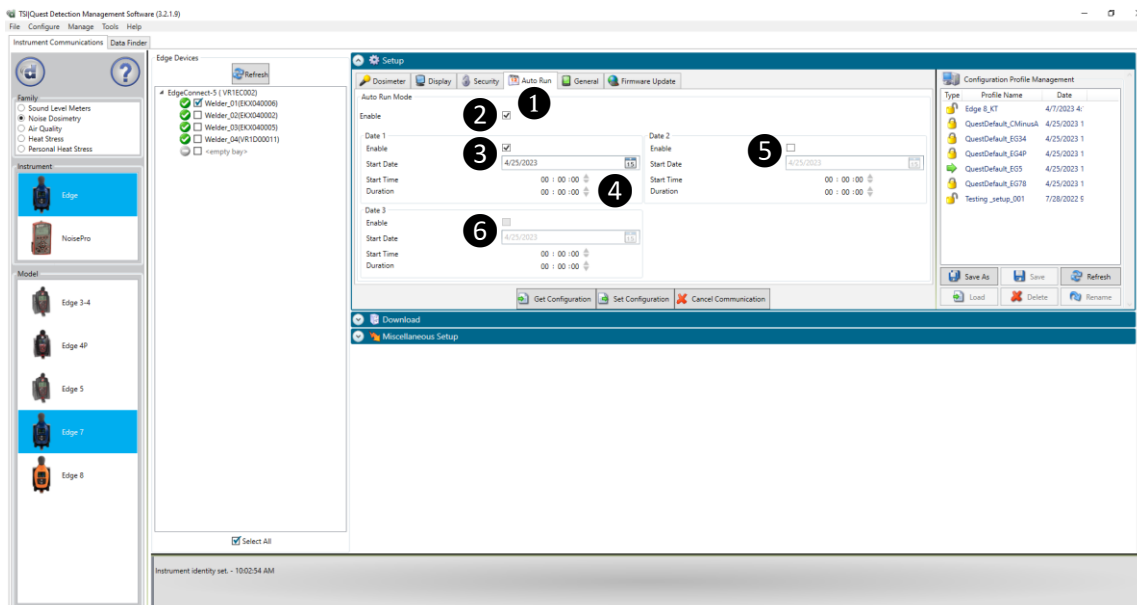 TSI|Quest Detection Management Software (3.2.1.9)
File Configure Manage Tools Help
Instrument Communications Data Finder
Family
Sound Level Meters
Noise Dosimetry
Air Quality
Heat Stress
Personal Heat Stress
Instrument
Edge
NoisePro
Model
Edge 3-4
Edge 4P
Edge 5
Edge 7
Edge 8
Edge Devices
Refresh
EdgeConnect-5 ( VR1EC002)
Welder_01(EKX040006)
Welder_02(EKX040002)
Welder_03(EKX040005)
Welder_04(VR1D00011)
<empty bay>
Select All
Setup
Dosimeter Display Security Auto Run General Firmware Update
Auto Run Mode
1
Enable 2
Date 1
Enable 3
Start Date 4/25/2023 15
Start Time 00 : 00 :00
Duration 00 : 00 :00 4
Date 2
Enable 5
Start Date 4/25/2023 15
Start Time 00 : 00 :00
Duration 00 : 00 :00
Date 3
Enable 6
Start Date 4/25/2023 15
Start Time 00 : 00 :00
Duration 00 : 00 :00
Get Configuration Set Configuration Cancel Communication
Configuration Profile Management
Type Profile Name Date
Edge 8_KT 4/7/2023 4:
QuestDefault_CMinusA 4/25/2023 1
QuestDefault_EG34 4/25/2023 1
QuestDefault_EG4P 4/25/2023 1
QuestDefault_EG5 4/25/2023 1
QuestDefault_EG78 4/25/2023 1
Testing _setup_001 7/28/2022 9
Save As Save Refresh
Load Delete Rename
Download
Miscellaneous Setup
Instrument identity set. - 10:02:54 AM